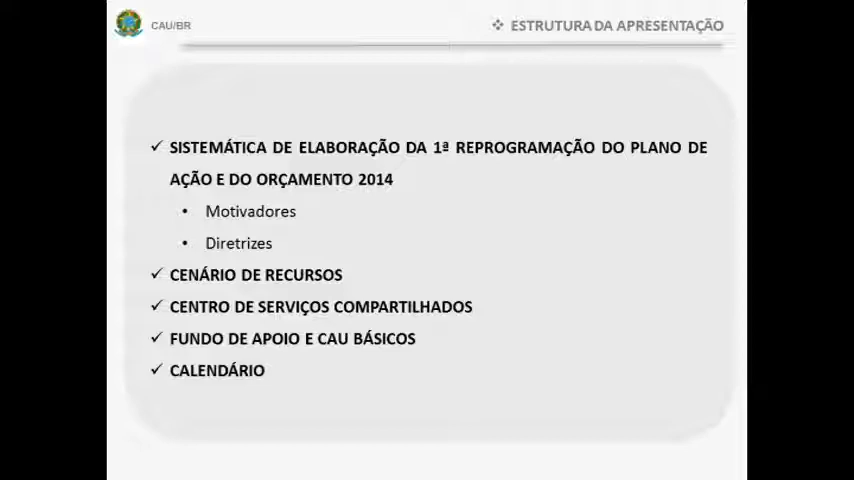 CAU/BR
❖ ESTRUTURA DA APRESENTAÇÃO
✓ SISTEMÁTICA DE ELABORAÇÃO DA 1ª REPROGRAMAÇÃO DO PLANO DE
AÇÃO E DO ORÇAMENTO 2014
• Motivadores
• Diretrizes
✓ CENÁRIO DE RECURSOS
✓ CENTRO DE SERVIÇOS COMPARTILHADOS
✓ FUNDO DE APOIO E CAU BÁSICOS
✓ CALENDÁRIO